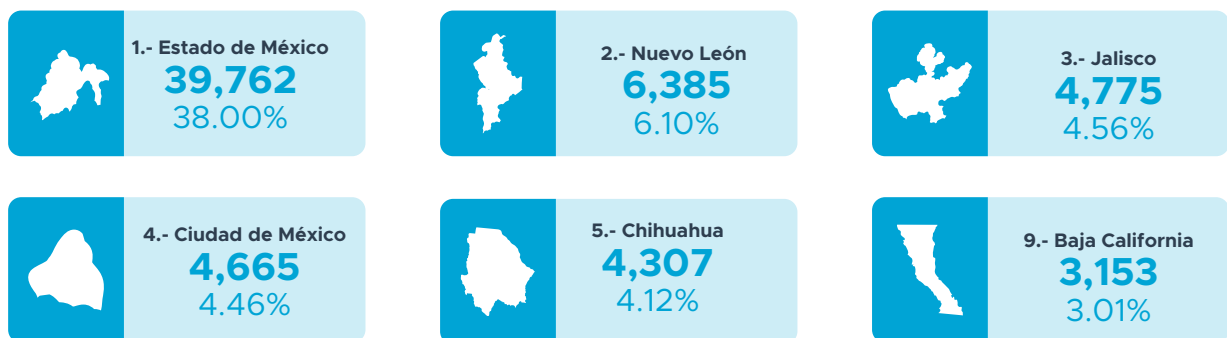 1.- Estado de México
39,762
38.00%
2.- Nuevo León
6,385
6.10%
3.- Jalisco
4,775
4.56%
4.- Ciudad de México
4,665
4.46%
5.- Chihuahua
4,307
4.12%
9.- Baja California
3,153
3.01%